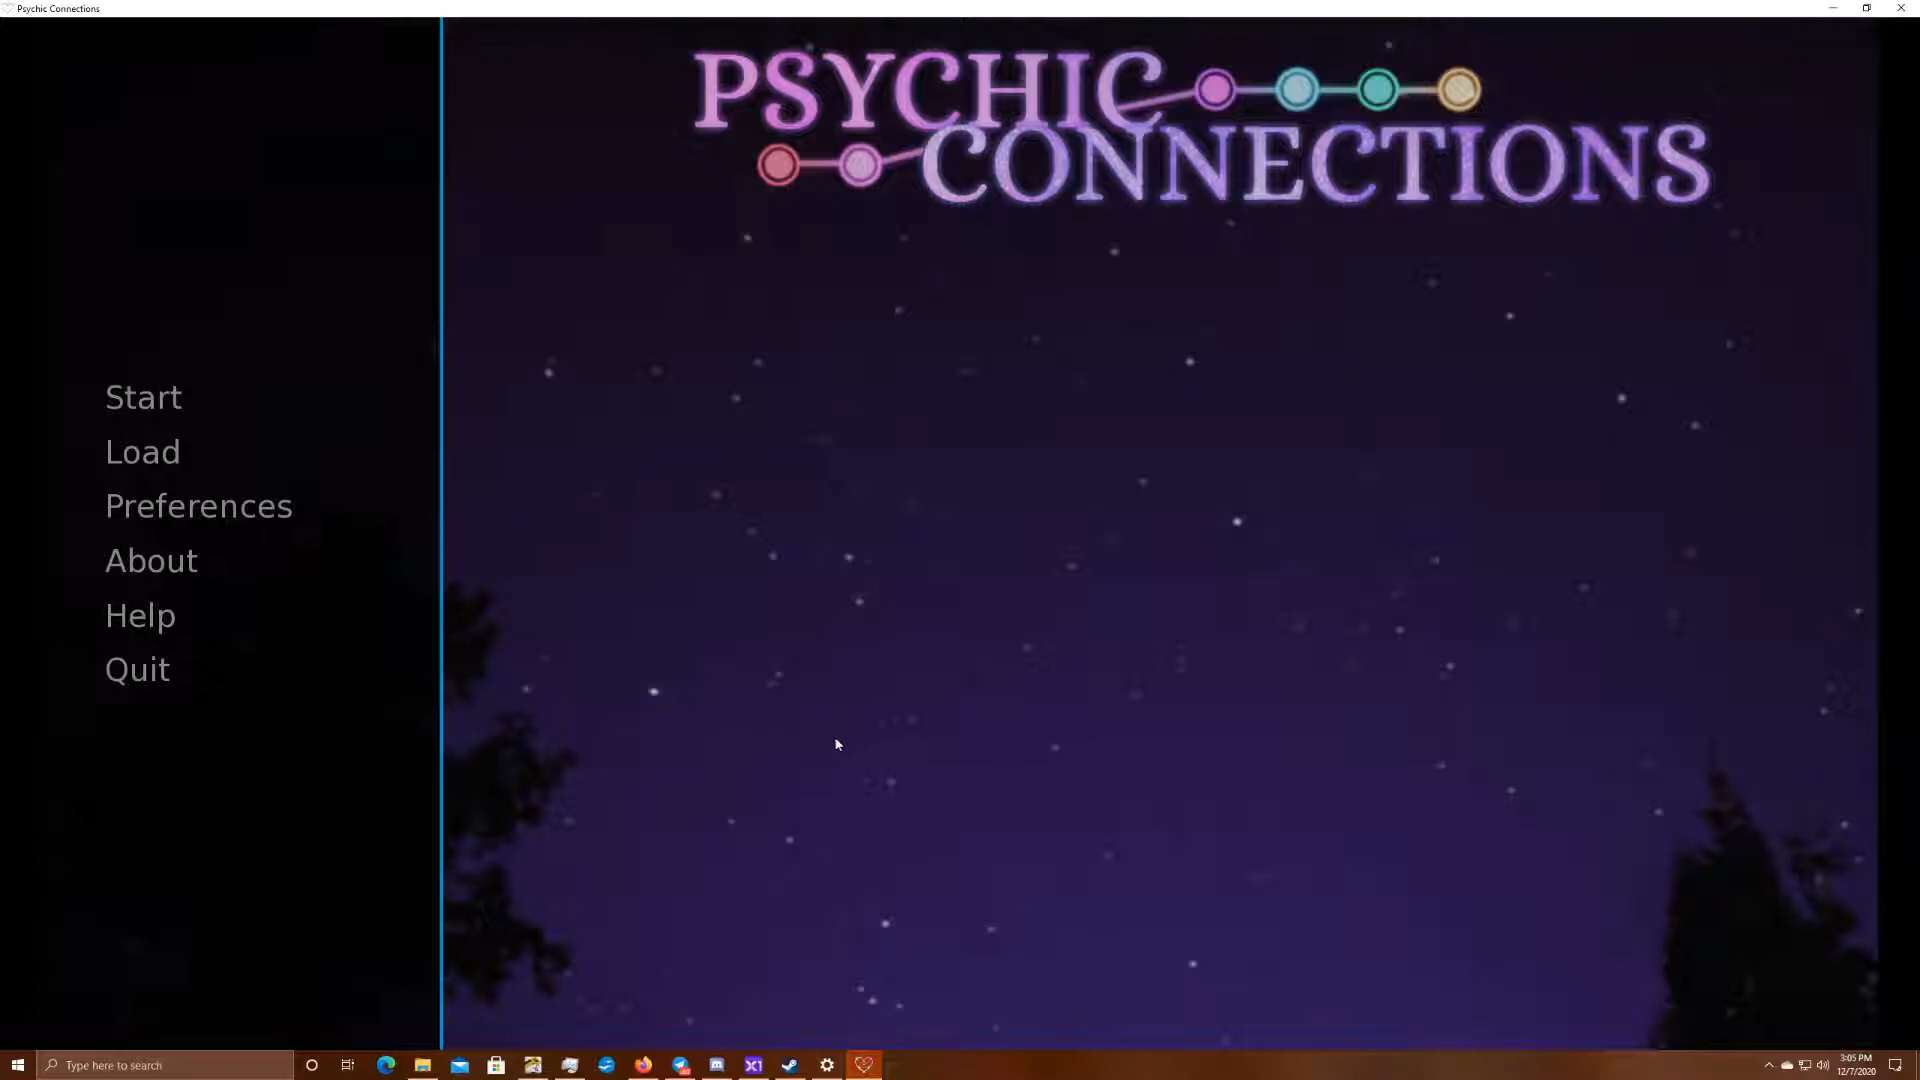 Psychic Connections
PSYCHIC
CONNECTIONS
Start
Load
Preferences
About
Help
Quit
Type here to search
X1
3:05 PM
12/7/2020